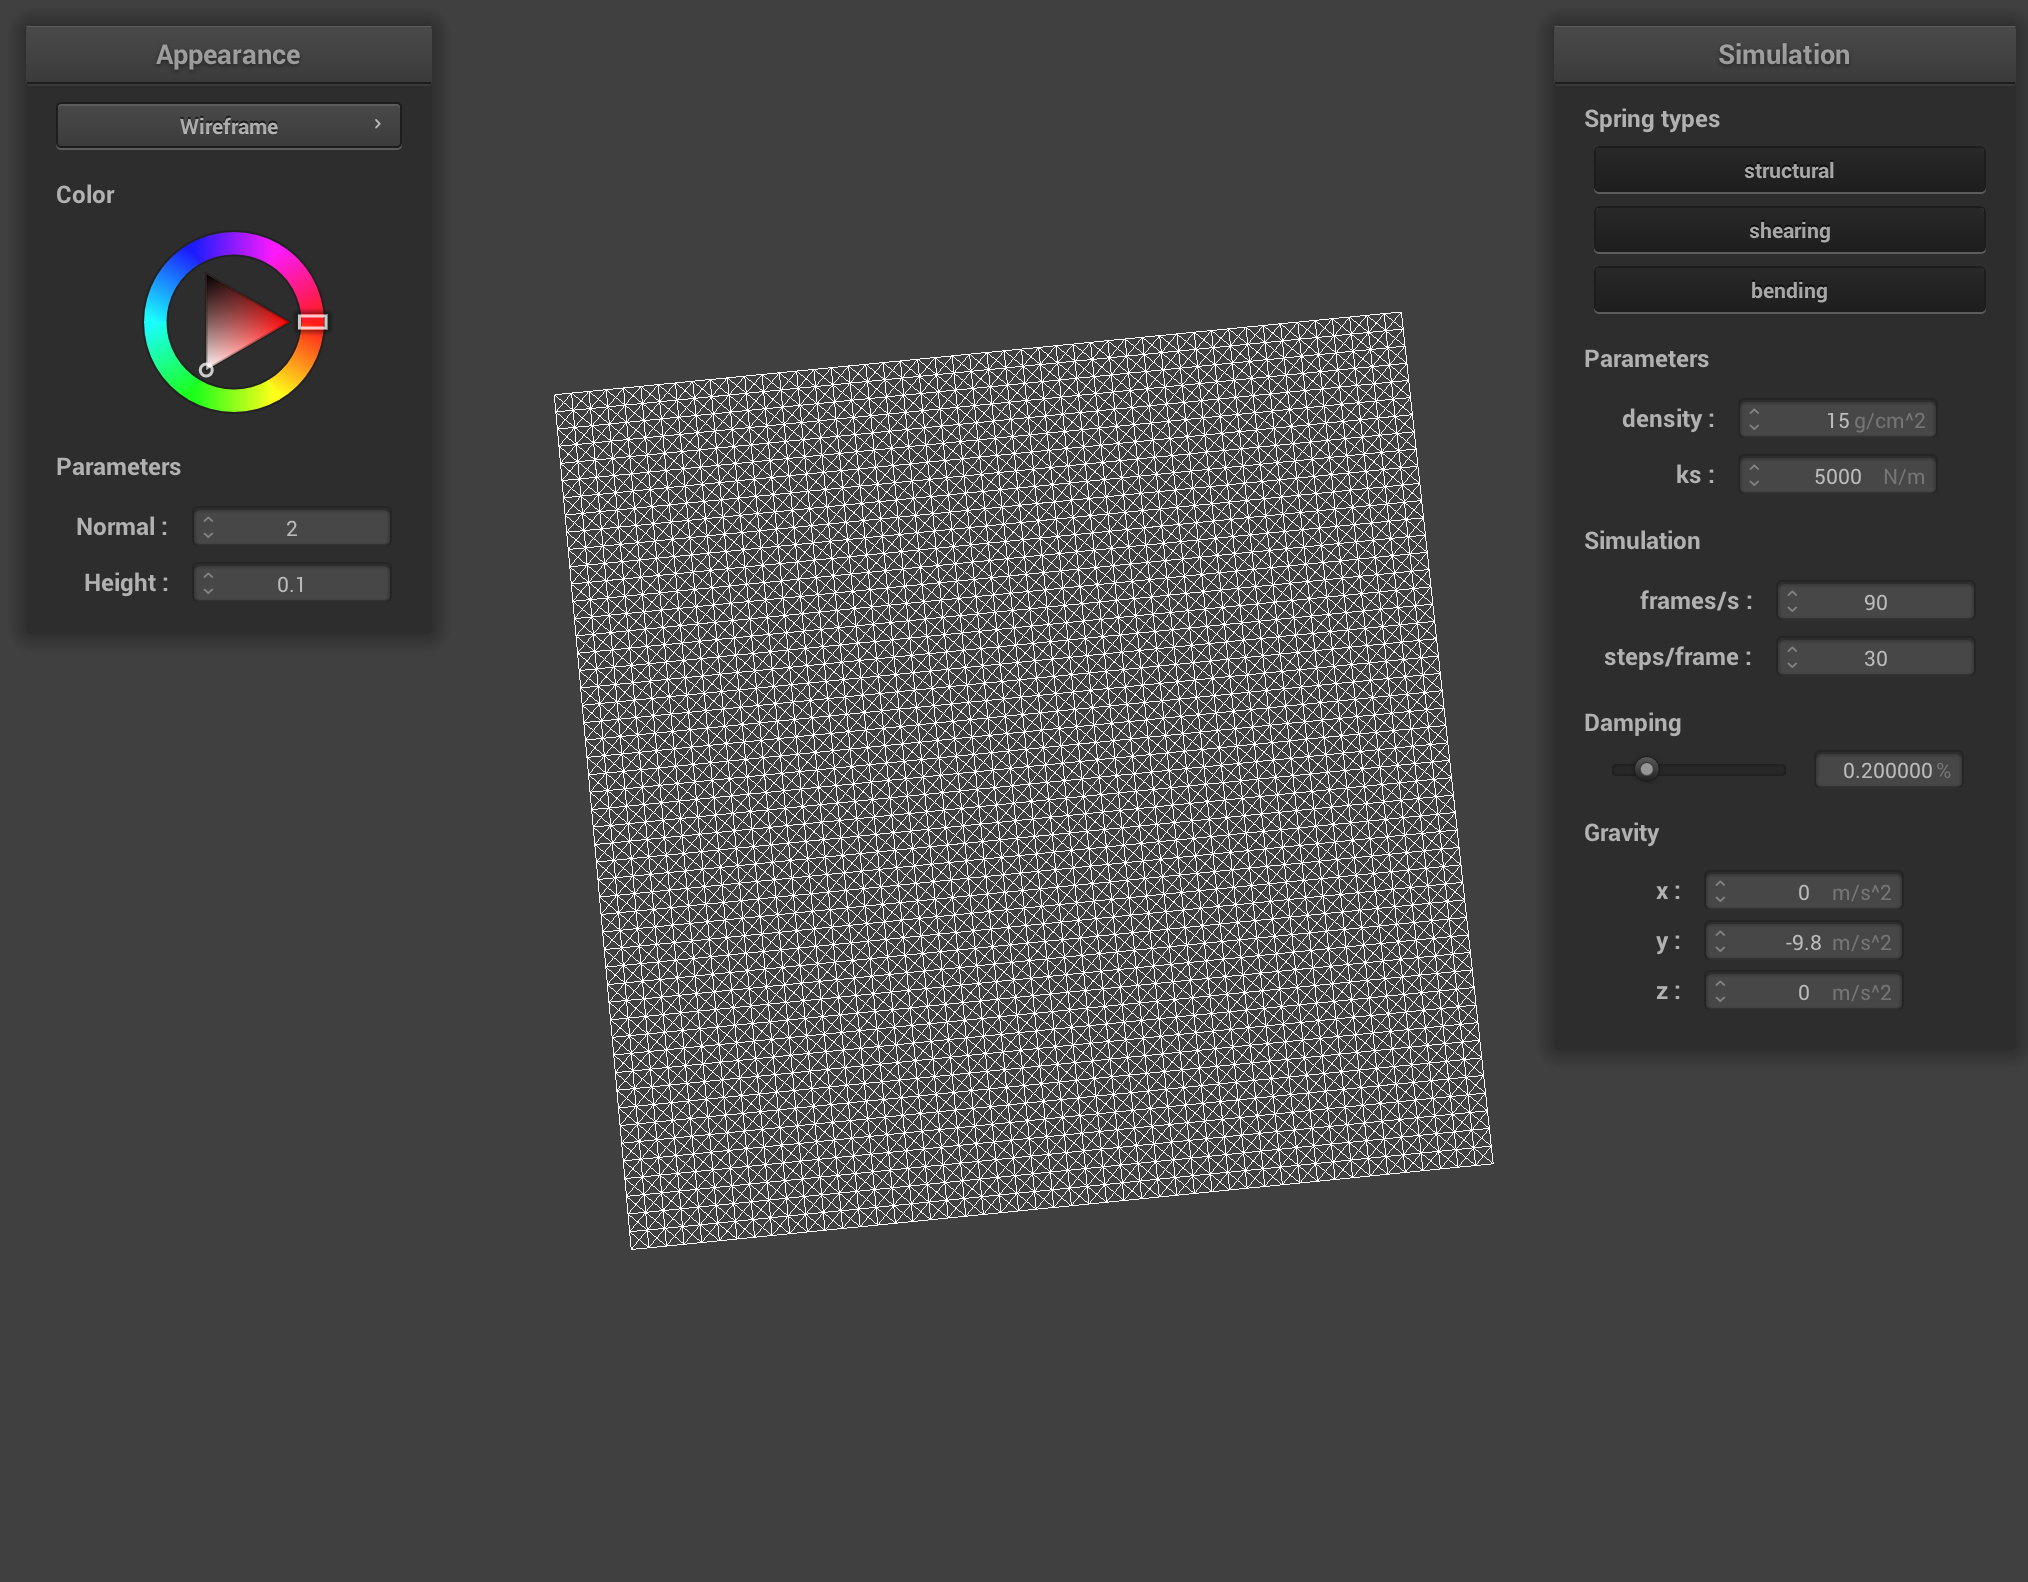 Appearance
Wireframe
Color
Parameters
Normal : 2
Height : 0.1
Simulation
Spring types
structural
shearing
bending
Parameters
density : 15 g/cm^2
ks : 5000 N/m
Simulation
frames/s : 90
steps/frame : 30
Damping
0.200000 %
Gravity
x : 0 m/s^2
y : -9.8 m/s^2
z : 0 m/s^2